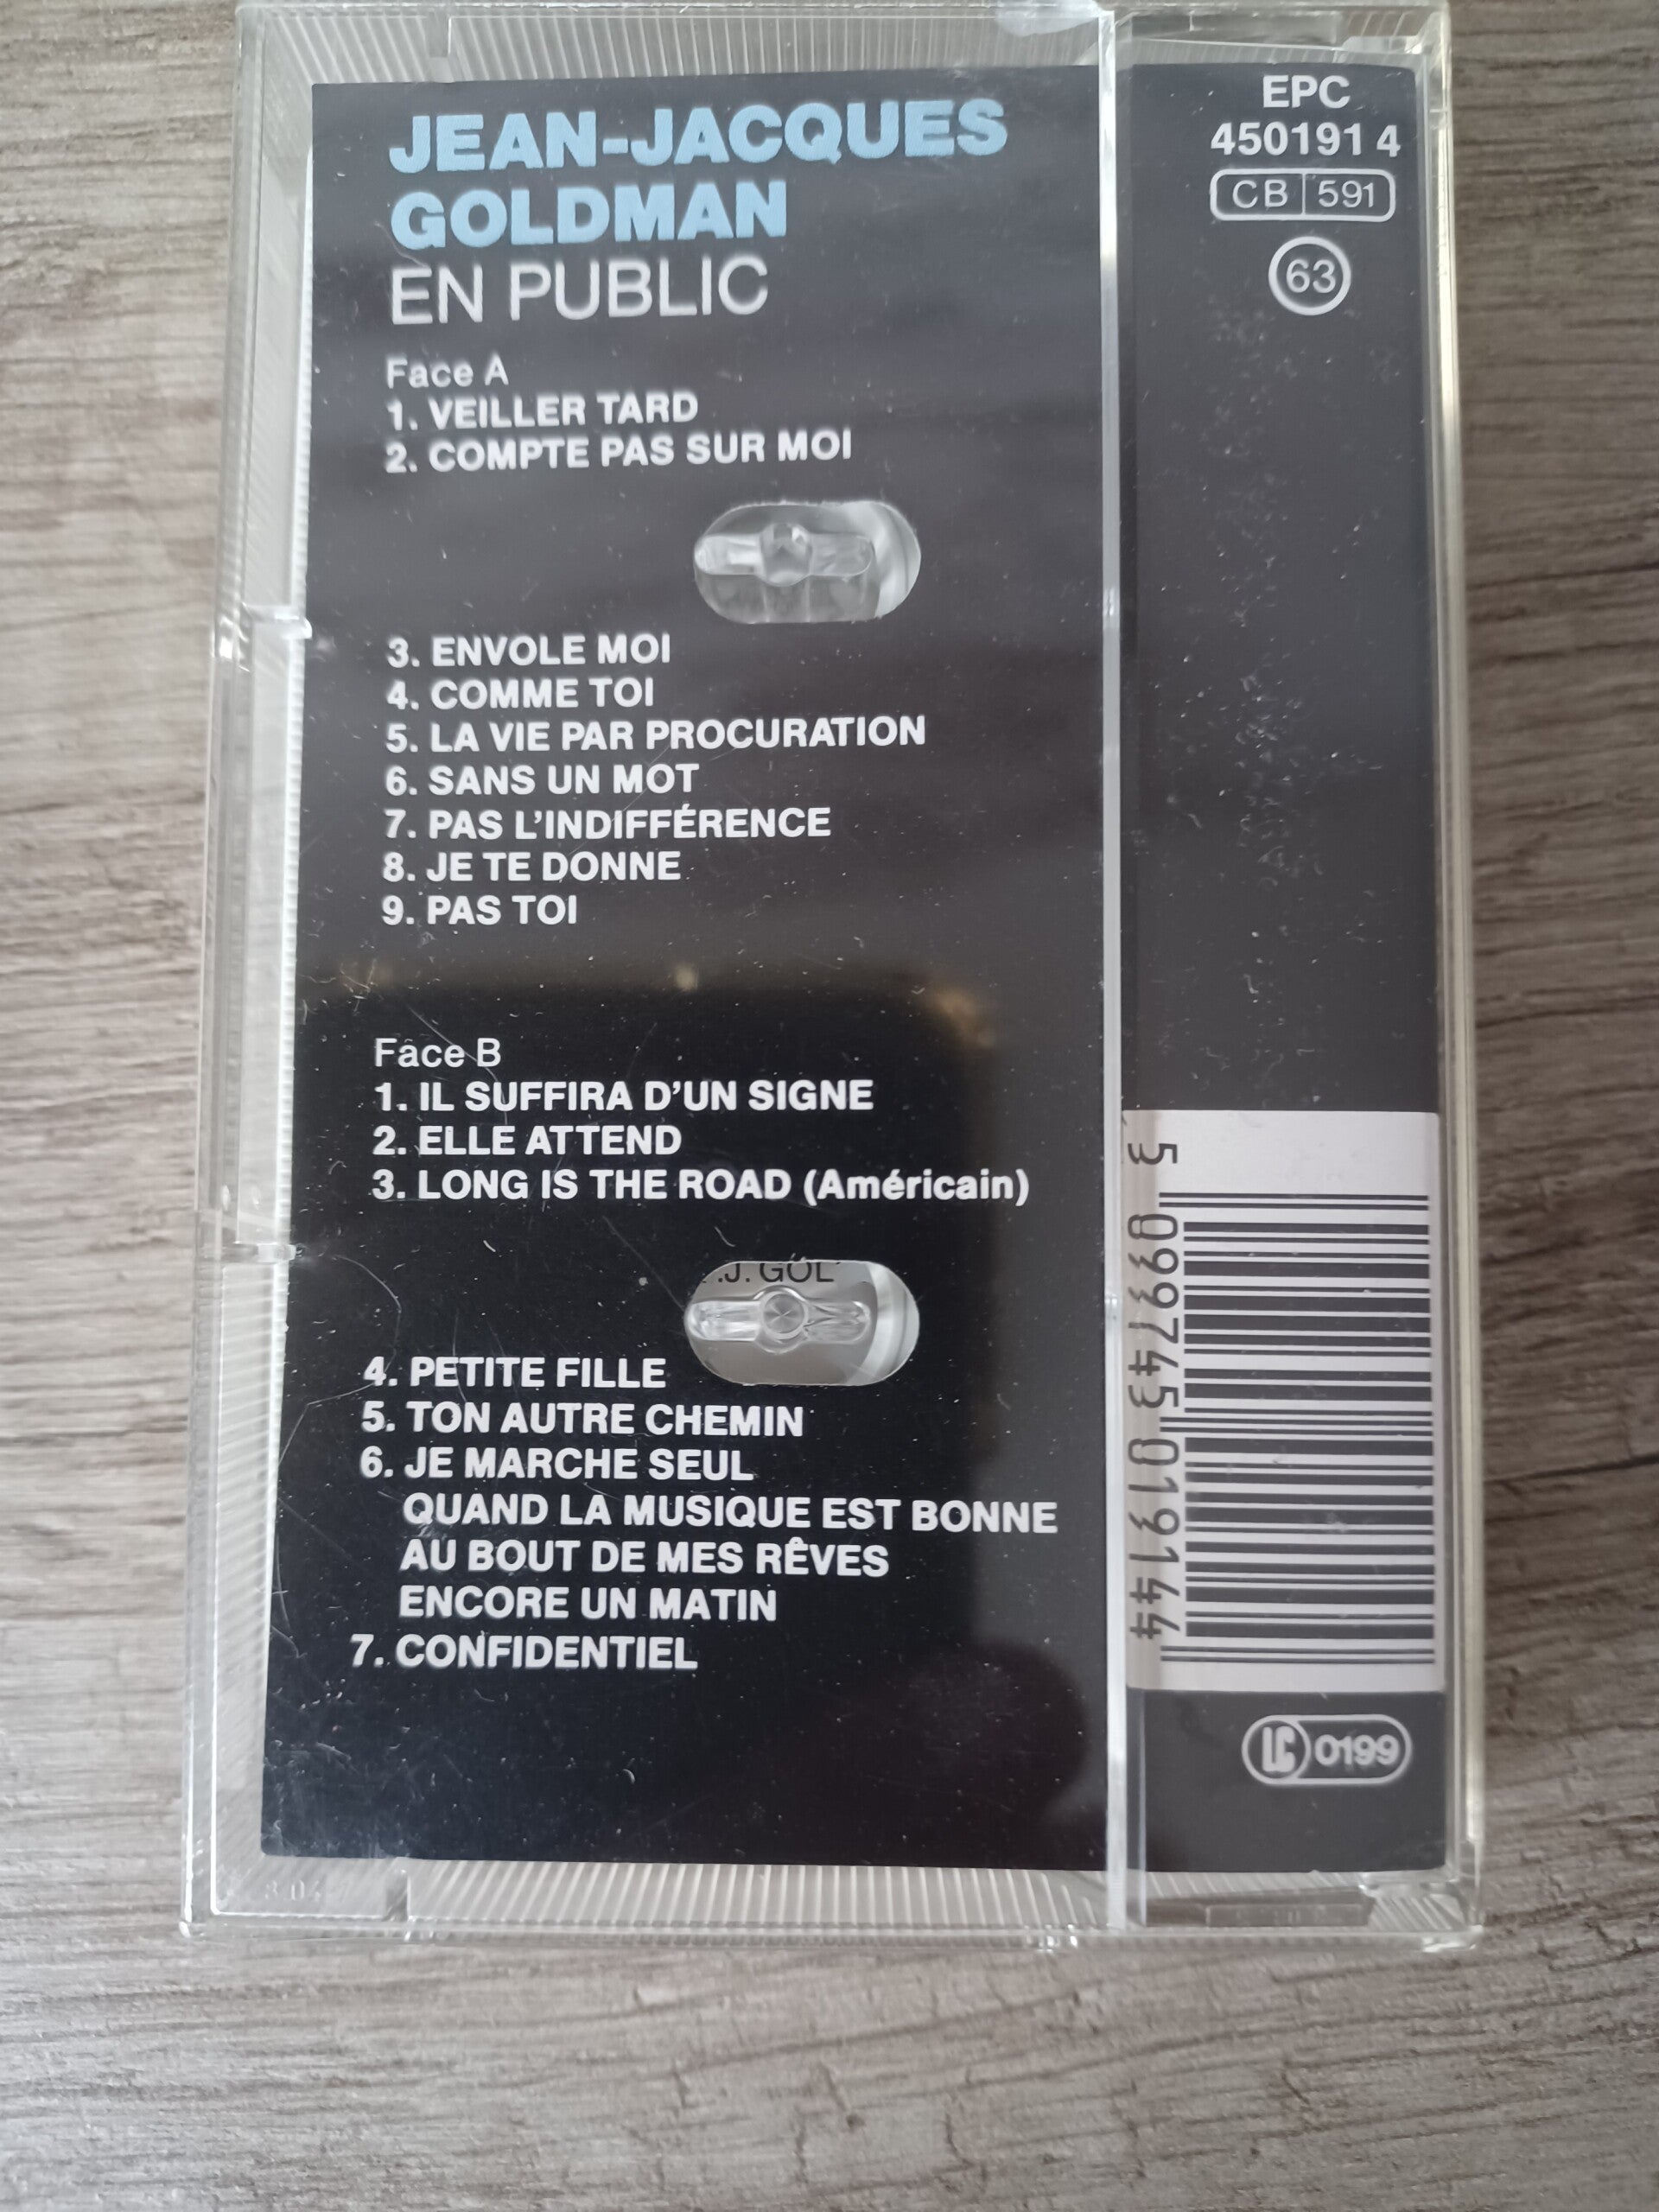 JEAN-JACQUES
GOLDMAN
EN PUBLIC
Face A
1. VEILLER TARD
2. COMPTE PAS SUR MOI
3. ENVOLE MOI
4. COMME TOI
5. LA VIE PAR PROCURATION
6. SANS UN MOT
7. PAS L'INDIFFÉRENCE
8. JE TE DONNE
9. PAS TOI
Face B
1. IL SUFFIRA D'UN SIGNE
2. ELLE ATTEND
3. LONG IS THE ROAD (Américain)
.J. GOL
4. PETITE FILLE
5. TON AUTRE CHEMIN
6. JE MARCHE SEUL
QUAND LA MUSIQUE EST BONNE
AU BOUT DE MES RÊVES
ENCORE UN MATIN
7. CONFIDENTIEL
EPC
450191 4
CB 591
63
5 099745 019144
LC 0199